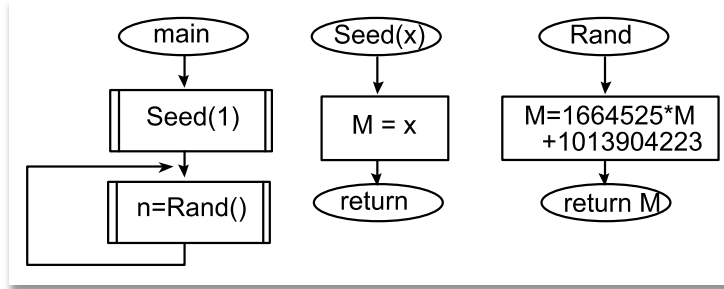 main
Seed(1)
n=Rand()
Seed(x)
M = x
return
Rand
M=1664525*M
+1013904223
return M